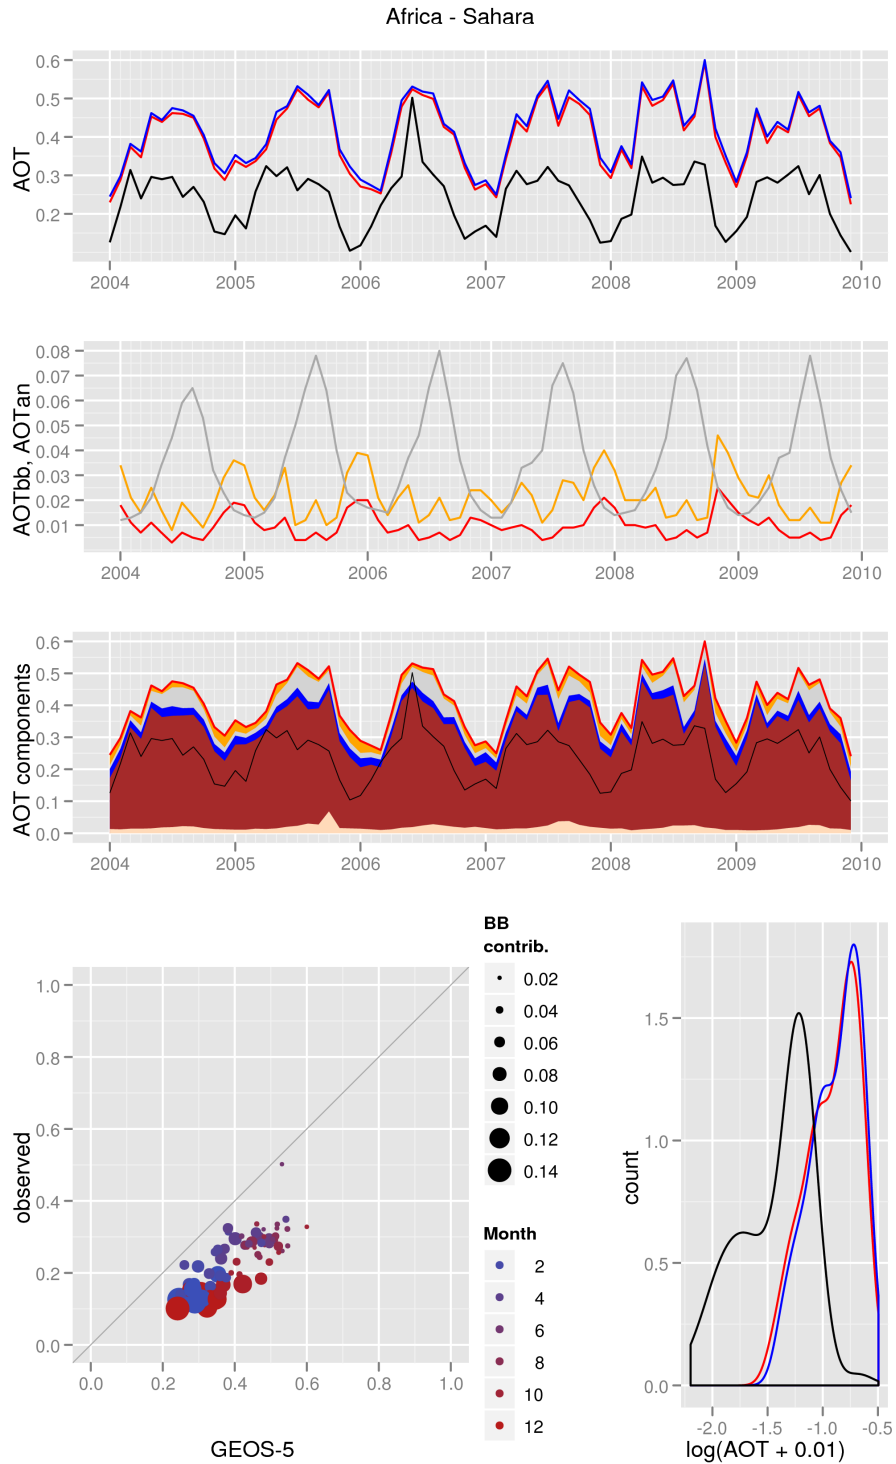 Africa - Sahara
AOT
0.6
0.5
0.4
0.3
0.2
2004 2005 2006 2007 2008 2009 2010
AOTbb, AOTan
0.08
0.07
0.06
0.05
0.04
0.03
0.02
0.01
2004 2005 2006 2007 2008 2009 2010
AOT components
0.6
0.5
0.4
0.3
0.2
0.1
0.0
2004 2005 2006 2007 2008 2009 2010
observed
1.0
0.8
0.6
0.4
0.2
0.0
0.0 0.2 0.4 0.6 0.8 1.0
GEOS-5
BB
contrib.
0.02
0.04
0.06
0.08
0.10
0.12
0.14
Month
2
4
6
8
10
12
count
1.5
1.0
0.5
0.0
-2.0 -1.5 -1.0 -0.5
log(AOT + 0.01)